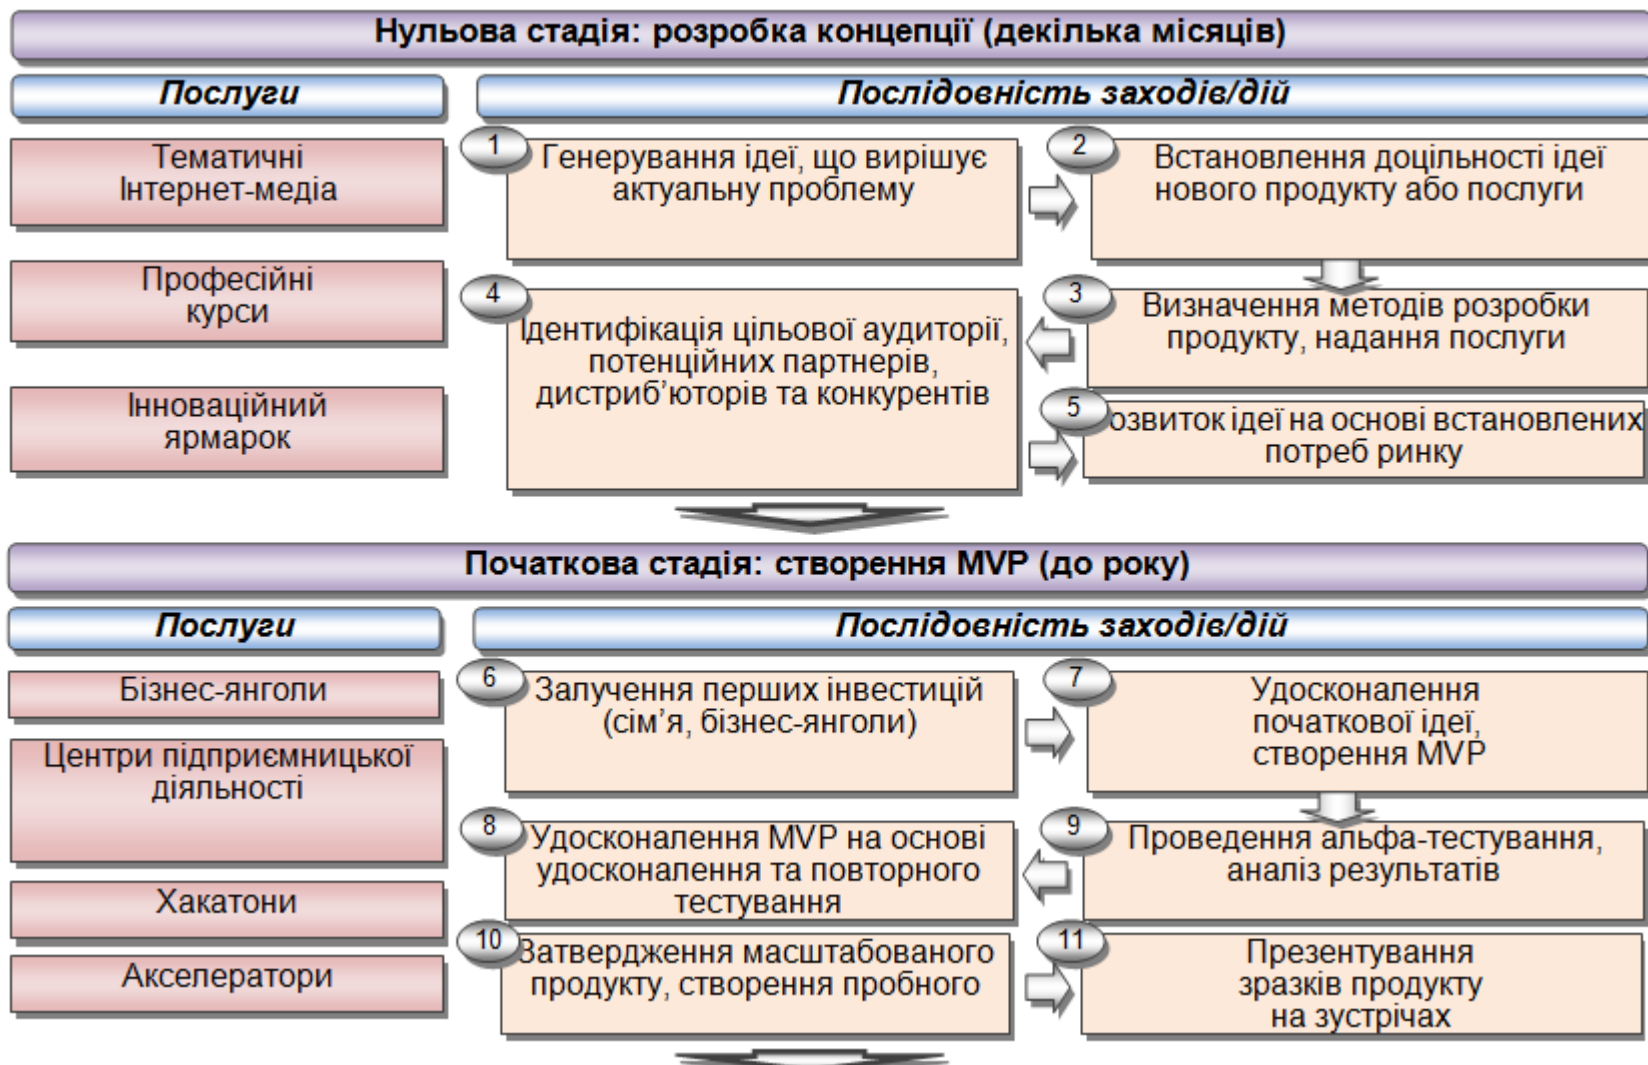 Нульова стадія: розробка концепції (декілька місяців)
Послуги
Послідовність заходів/дій
Тематичні
Інтернет-медіа
Професійні
курси
Інноваційний
ярмарок
1
Генерування ідеї, що вирішує
актуальну проблему
2
Встановлення доцільності ідеї
нового продукту або послуги
3
Визначення методів розробки
продукту, надання послуги
4
Ідентифікація цільової аудиторії,
потенційних партнерів,
дистриб’юторів та конкурентів
5
озвиток ідеї на основі встановлених
потреб ринку
Початкова стадія: створення MVP (до року)
Послуги
Послідовність заходів/дій
Бізнес-янголи
Центри підприємницької
діяльності
Хакатони
Акселератори
6
Залучення перших інвестицій
(сім’я, бізнес-янголи)
7
Удосконалення
початкової ідеї,
створення MVP
8
Удосконалення MVP на основі
удосконалення та повторного
тестування
9
Проведення альфа-тестування,
аналіз результатів
10
Затвердження масштабованого
продукту, створення пробного
11
Презентування
зразків продукту
на зустрічах